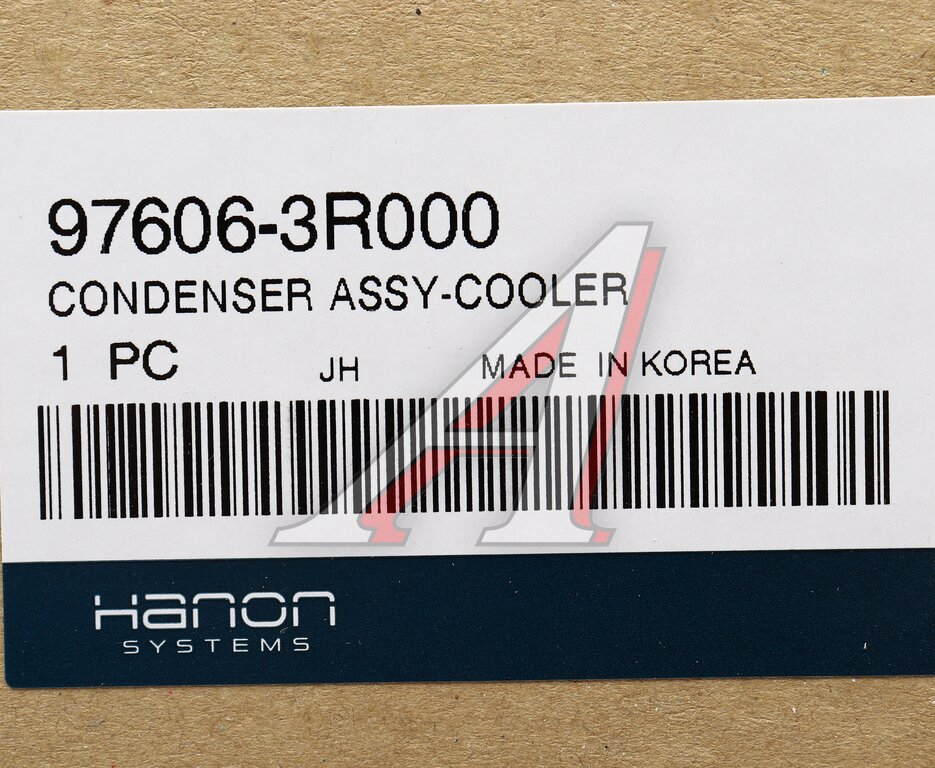 97606-3R000
CONDENSER ASSY-COOLER
1 PC JH MADE IN KOREA
A
Hanon
SYSTEMS